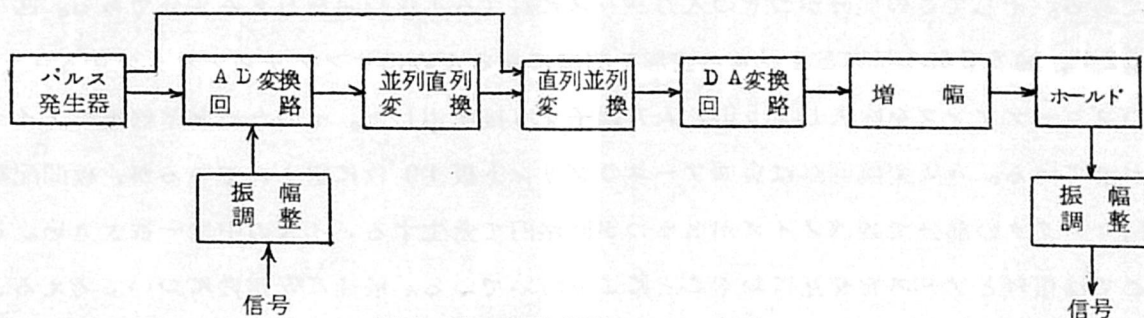 パルス
発生器
AD変換
回路
並列直列
変換
直列並列
変換
DA変換
回路
増幅
ホールド
振幅
調整
信号
振幅
調整
信号